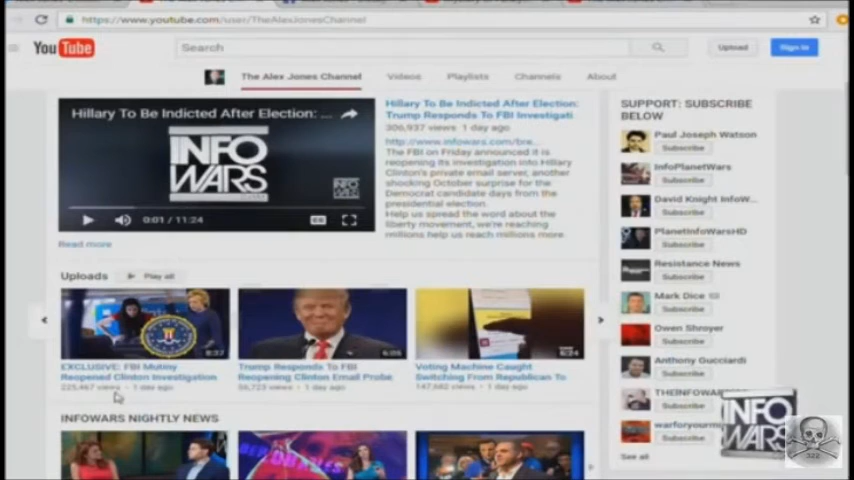 https://www.youtube.com/user/TheAlexJonesChannel
YouTube
Search
Upload
Sign in
The Alex Jones Channel
Videos
Playlists
Channels
About
Hillary To Be Indicted After Election: ...
INFO
WARS
0:01 / 11:24
Read more
Hillary To Be Indicted After Election:
Trump Responds To FBI Investigati
306,937 views 1 day ago
http://www.infowars.com/bre...
The FBI on Friday announced it is
reopening its investigation into Hillary
Clinton's private email server, another
shocking October surprise for the
Democrat candidate days from the
presidential election.
Help us spread the word about the
liberty movement, we're reaching
millions help us reach millions more.
SUPPORT: SUBSCRIBE
BELOW
Paul Joseph Watson
Subscribe
InfoPlanetWars
Subscribe
David Knight InfoW...
Subscribe
PlanetInfoWarsHD
Subscribe
Resistance News
Subscribe
Mark Dice
Subscribe
Owen Shroyer
Subscribe
Anthony Gucciardi
Subscribe
Subscribe
Subscribe
See all
Uploads
Play all
8:37
EXCLUSIVE: FBI Mutiny
Reopened Clinton Investigation
225,467 views • 1 day ago
6:05
Trump Responds To FBI
Reopening Clinton Email Probe
56,723 views • 1 day ago
6:24
Voting Machine Caught
Switching From Republican To
147,682 views • 1 day ago
INFOWARS NIGHTLY NEWS
INFO
WARS
322